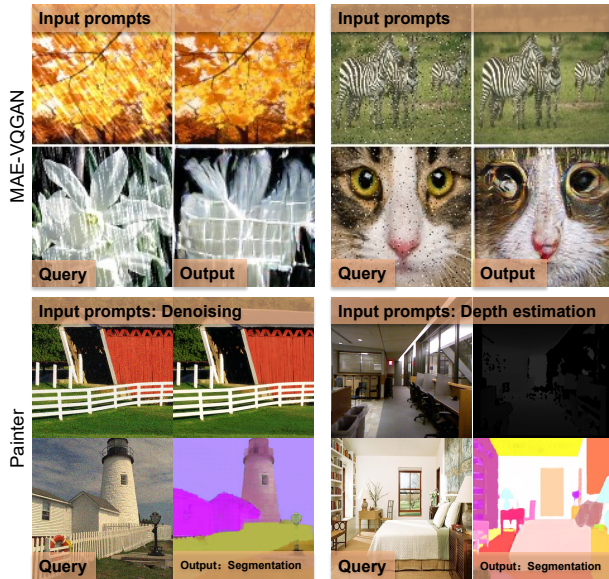 Input prompts
Input prompts
MAE-VQGAN
Query
Output
Query
Output
Input prompts: Denoising
Input prompts: Depth estimation
Painter
Query
Output: Segmentation
Query
Output: Segmentation